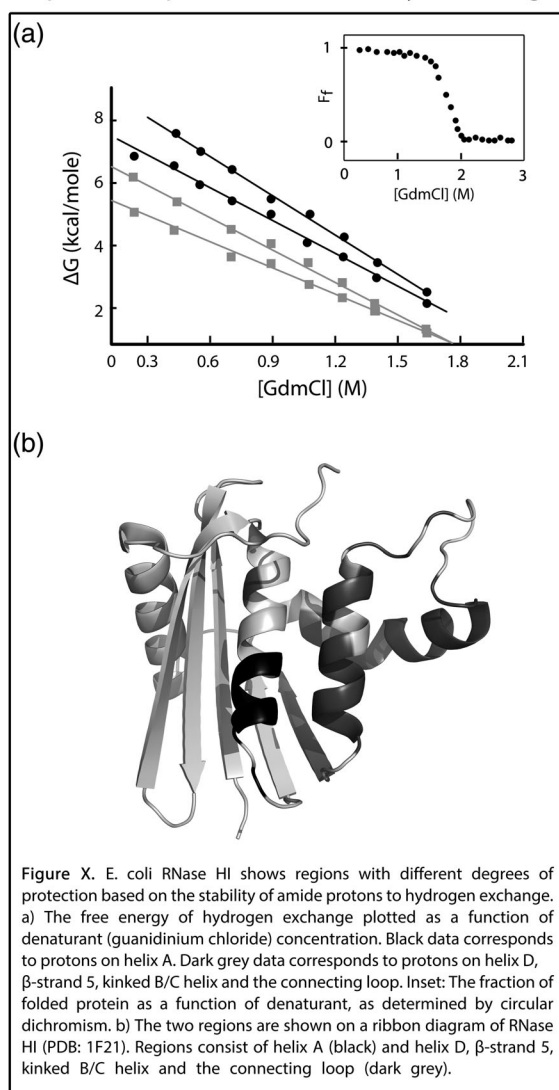 (a)
1
Ff
0
0 1 2 3
[GdmCl] (M)
8
6
4
2
ΔG (kcal/mole)
0 0.3 0.6 0.9 1.2 1.5 1.8 2.1
[GdmCl] (M)
(b)
Figure X. E. coli RNase HI shows regions with different degrees of
protection based on the stability of amide protons to hydrogen exchange.
a) The free energy of hydrogen exchange plotted as a function of
denaturant (guanidinium chloride) concentration. Black data corresponds
to protons on helix A. Dark grey data corresponds to protons on helix D,
β-strand 5, kinked B/C helix and the connecting loop. Inset: The fraction of
folded protein as a function of denaturant, as determined by circular
dichromism. b) The two regions are shown on a ribbon diagram of RNase
HI (PDB: 1F21). Regions consist of helix A (black) and helix D, β-strand 5,
kinked B/C helix and the connecting loop (dark grey).